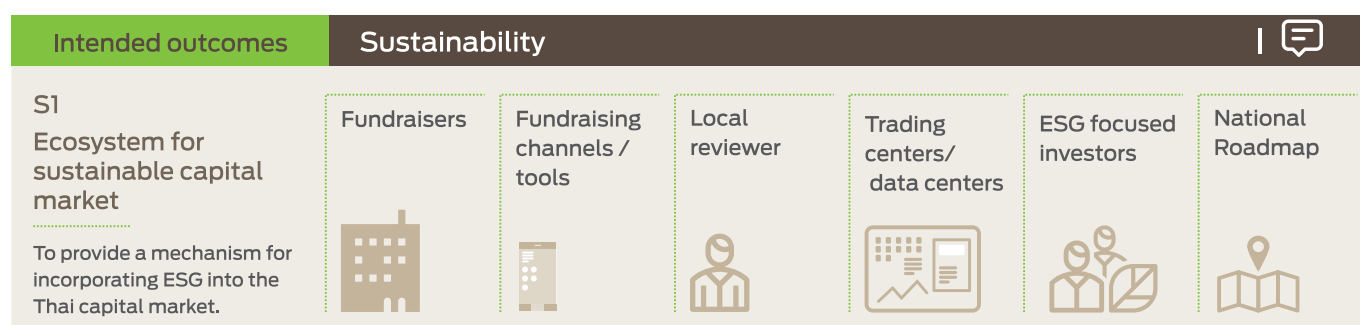 Intended outcomes
Sustainability
S1
Ecosystem for
sustainable capital
market
To provide a mechanism for
incorporating ESG into the
Thai capital market.
Fundraisers
Fundraising
channels /
tools
Local
reviewer
Trading
centers/
data centers
ESG focused
investors
National
Roadmap